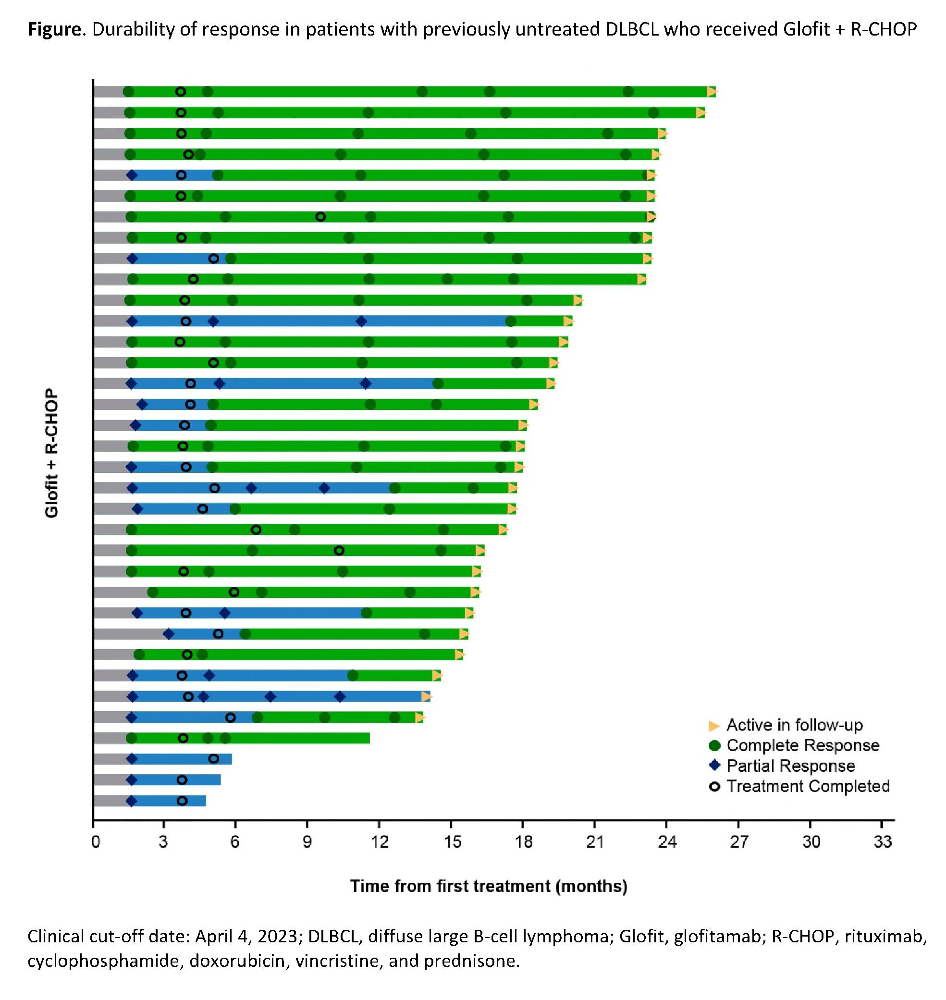 Figure. Durability of response in patients with previously untreated DLBCL who received Glofit + R-CHOP
Glofit + R-CHOP
Active in follow-up
Complete Response
Partial Response
Treatment Completed
0 3 6 9 12 15 18 21 24 27 30 33
Time from first treatment (months)
Clinical cut-off date: April 4, 2023; DLBCL, diffuse large B-cell lymphoma; Glofit, glofitamab; R-CHOP, rituximab,
cyclophosphamide, doxorubicin, vincristine, and prednisone.